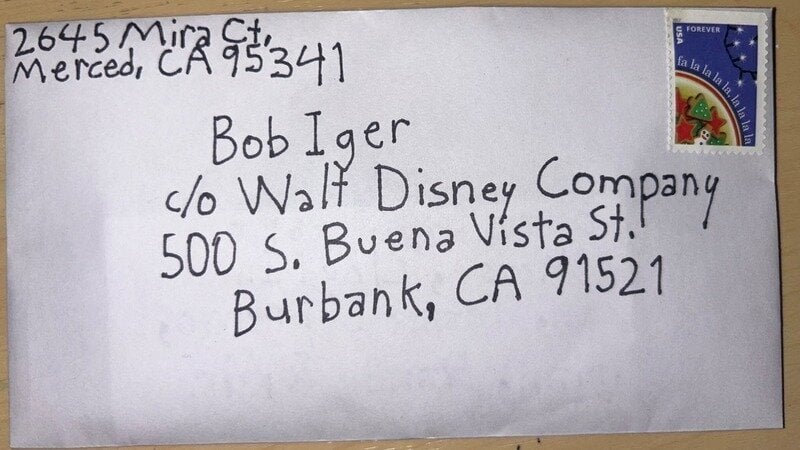 2645 Mira Ct.
Merced, CA 95341
FOREVER
USA
fa la la la la, la la la la
Bob Iger
c/o Walt Disney Company
500 S. Buena Vista St.
Burbank, CA 91521